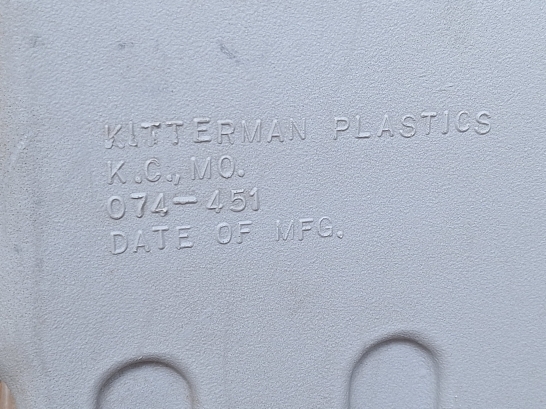 KITTERMAN PLASTICS
K.C., MO.
074-451
DATE OF MFG.